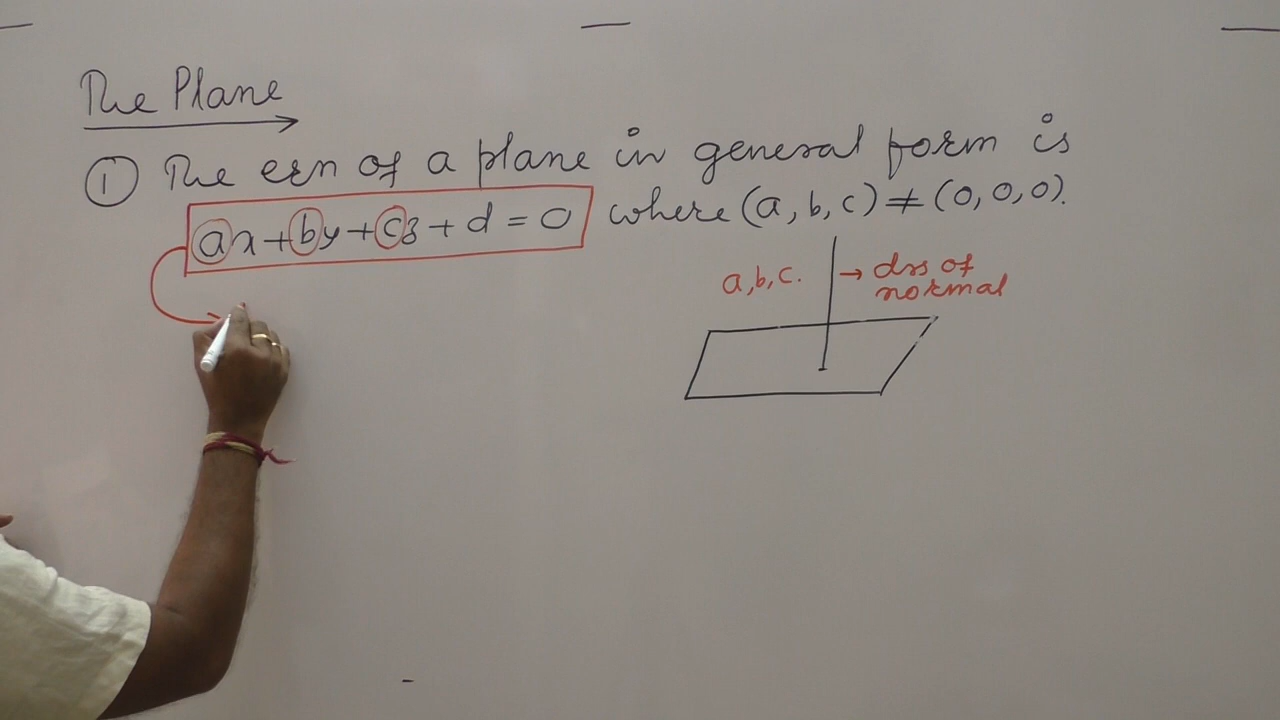 The Plane
① The eqn of a plane in general form is
ax + by + cz + d = 0 where (a, b, c) ≠ (0, 0, 0).
a, b, c. → drs of
normal